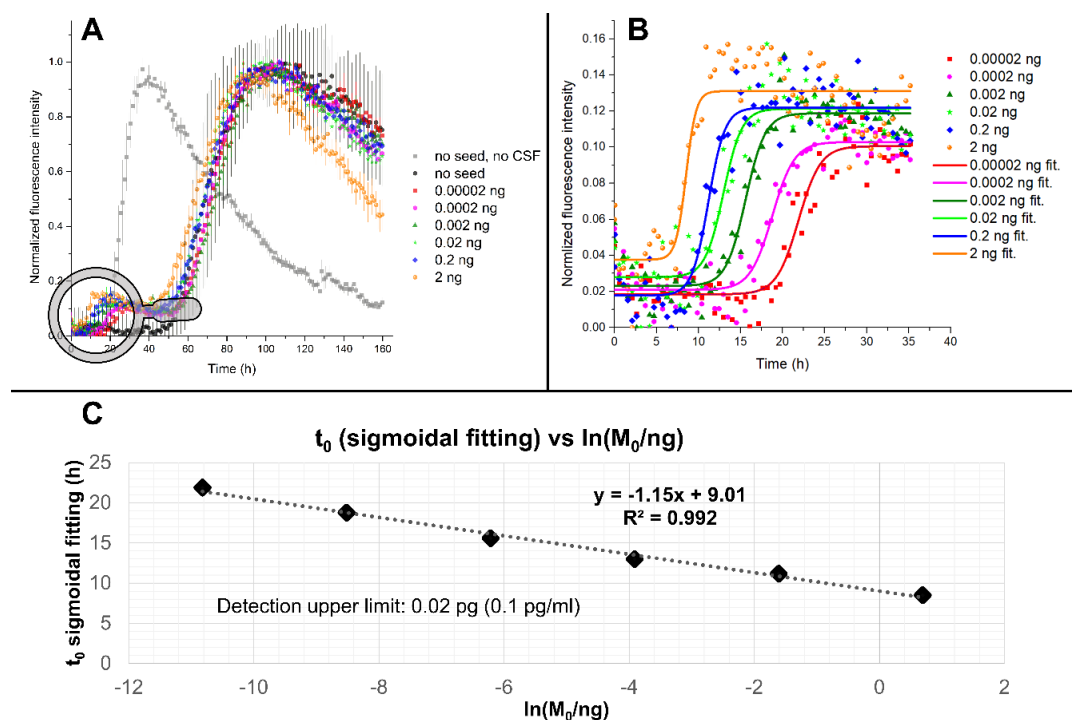 A
Normalized fluorescence intensity
1.0
0.8
0.6
0.4
0.2
0.0
0 20 40 60 80 100 120 140 160
Time (h)
no seed, no CSF
no seed
0.00002 ng
0.0002 ng
0.002 ng
0.02 ng
0.2 ng
2 ng
B
Nomilized fluorescence intensity
0.16
0.14
0.12
0.10
0.08
0.06
0.04
0.02
0.00
0 5 10 15 20 25 30 35 40
Time (h)
0.00002 ng
0.0002 ng
0.002 ng
0.02 ng
0.2 ng
2 ng
0.00002 ng fit.
0.0002 ng fit.
0.002 ng fit.
0.02 ng fit.
0.2 ng fit.
2 ng fit.
C
t₀ (sigmoidal fitting) vs ln(M₀/ng)
t₀ sigmoidal fitting (h)
25
20
15
10
5
0
y = -1.15x + 9.01
R² = 0.992
Detection upper limit: 0.02 pg (0.1 pg/ml)
-12 -10 -8 -6 -4 -2 0 2
ln(M₀/ng)